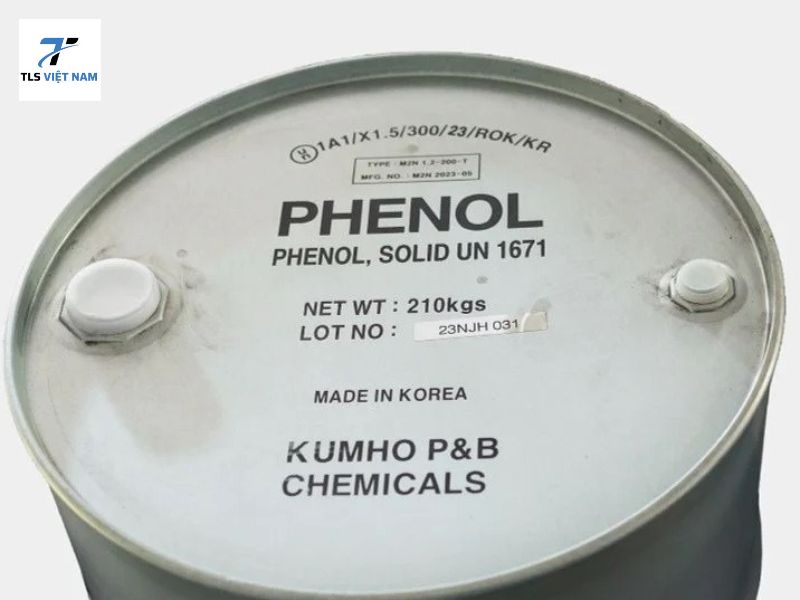 TLS VIỆT NAM
1A1/X1.5/300/23/ROK/KR
TYPE : M2N 1.2-200-T
MFG. NO. : M2N 2023-05
PHENOL
PHENOL, SOLID UN 1671
NET WT : 210kgs
LOT NO : 23NJH 031
MADE IN KOREA
KUMHO P&B
CHEMICALS